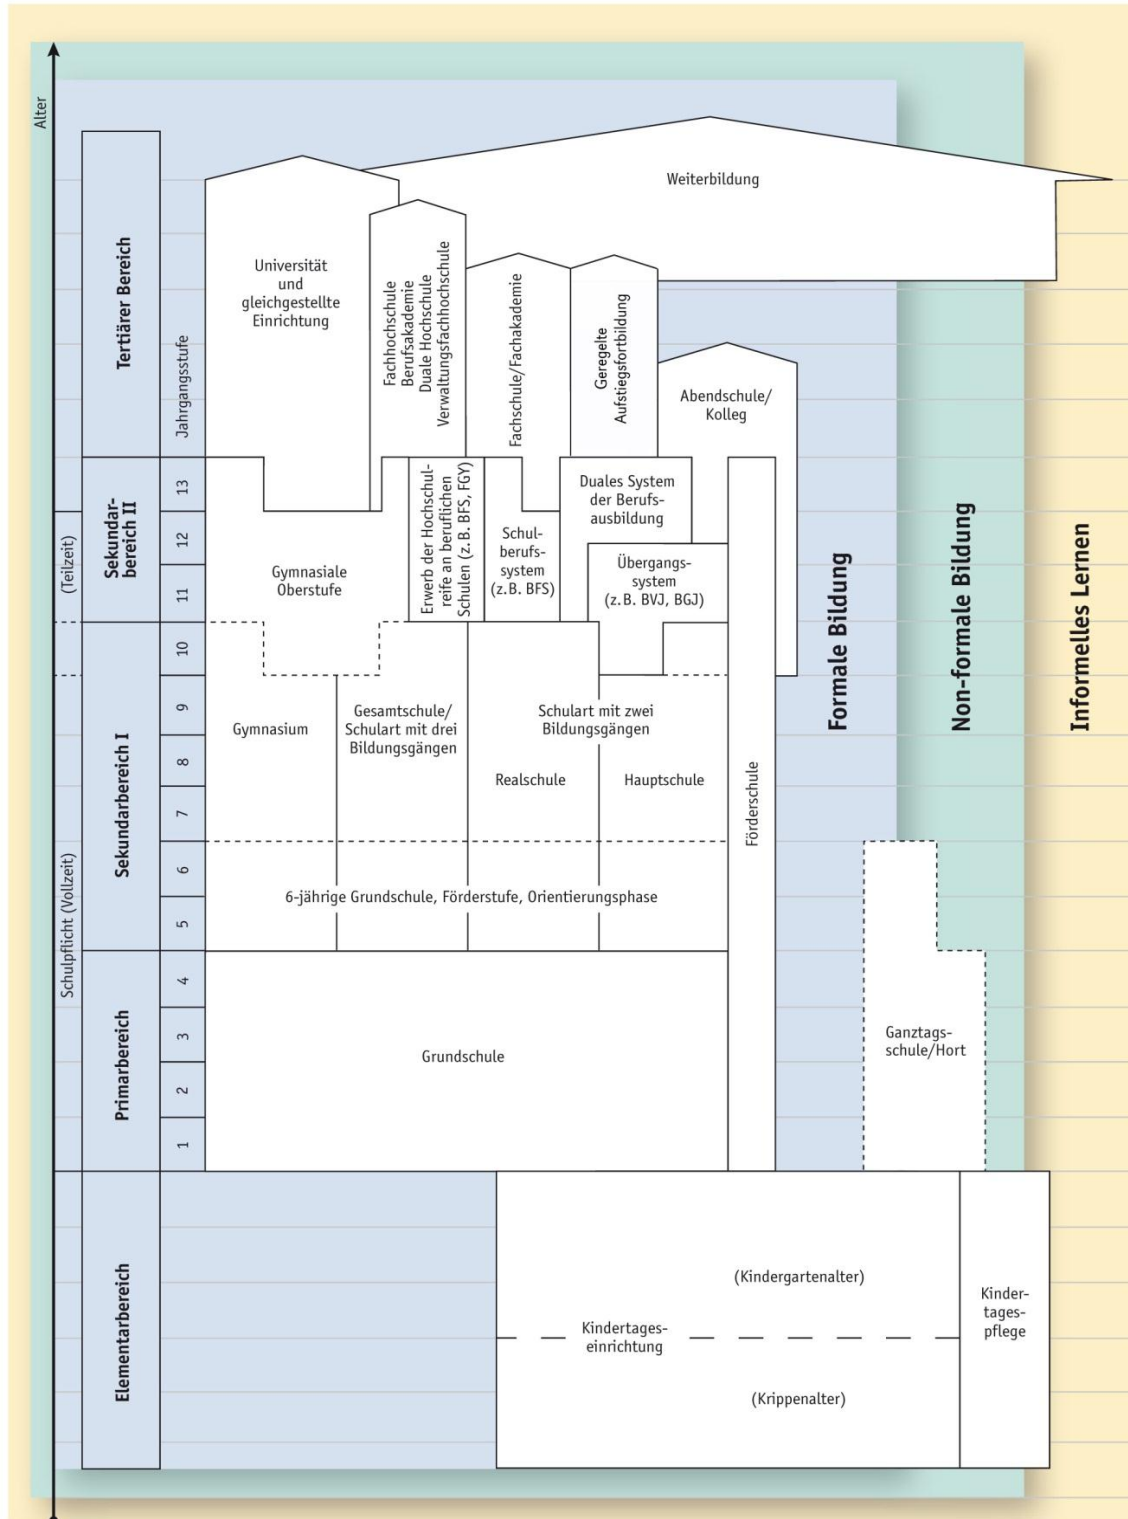 Alter
Tertiärer Bereich
Jahrgangsstufe
Weiterbildung
Universität
und
gleichgestellte
Einrichtung
Fachhochschule
Berufsakademie
Duale Hochschule
Verwaltungsfachhochschule
Fachschule/Fachakademie
Geregelte
Aufstiegsfortbildung
Abendschule/
Kolleg
(Teilzeit)
Sekundar-
bereich II
13
12
11
Gymnasiale
Oberstufe
Erwerb der Hochschul-
reife an beruflichen
Schulen (z. B. BFS, FGY)
Schul-
berufs-
system
(z. B. BFS)
Duales System
der Berufs-
ausbildung
Übergangs-
system
(z. B. BVJ, BGJ)
Formale Bildung
Non-formale Bildung
Informelles Lernen
Schulpflicht (Vollzeit)
Sekundarbereich I
10
9
8
7
6
5
Gymnasium
Gesamtschule/
Schulart mit drei
Bildungsgängen
Schulart mit zwei
Bildungsgängen
Realschule
Hauptschule
Förderschule
6-jährige Grundschule, Förderstufe, Orientierungsphase
Primarbereich
4
3
2
1
Grundschule
Ganztags-
schule/Hort
Elementarbereich
(Kindergartenalter)
Kindertages-
einrichtung
(Krippenalter)
Kinder-
tages-
pflege